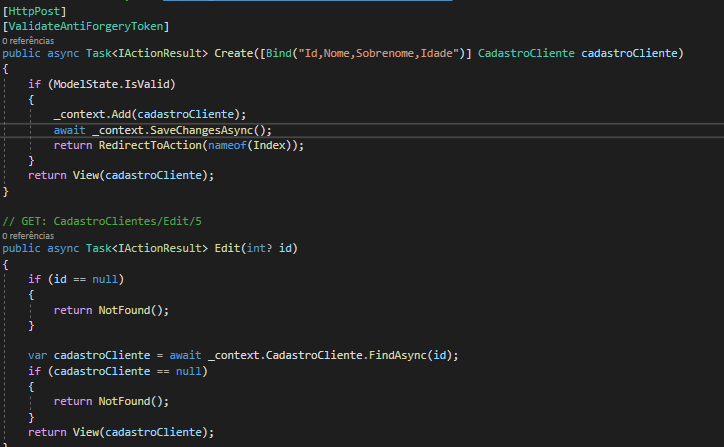 [HttpPost]
[ValidateAntiForgeryToken]
0 referências
public async Task<IActionResult> Create([Bind("Id,Nome,Sobrenome,Idade")] CadastroCliente cadastroCliente)
{
if (ModelState.IsValid)
{
_context.Add(cadastroCliente);
await _context.SaveChangesAsync();
return RedirectToAction(nameof(Index));
}
return View(cadastroCliente);
}
// GET: CadastroClientes/Edit/5
0 referências
public async Task<IActionResult> Edit(int? id)
{
if (id == null)
{
return NotFound();
}
var cadastroCliente = await _context.CadastroCliente.FindAsync(id);
if (cadastroCliente == null)
{
return NotFound();
}
return View(cadastroCliente);
}